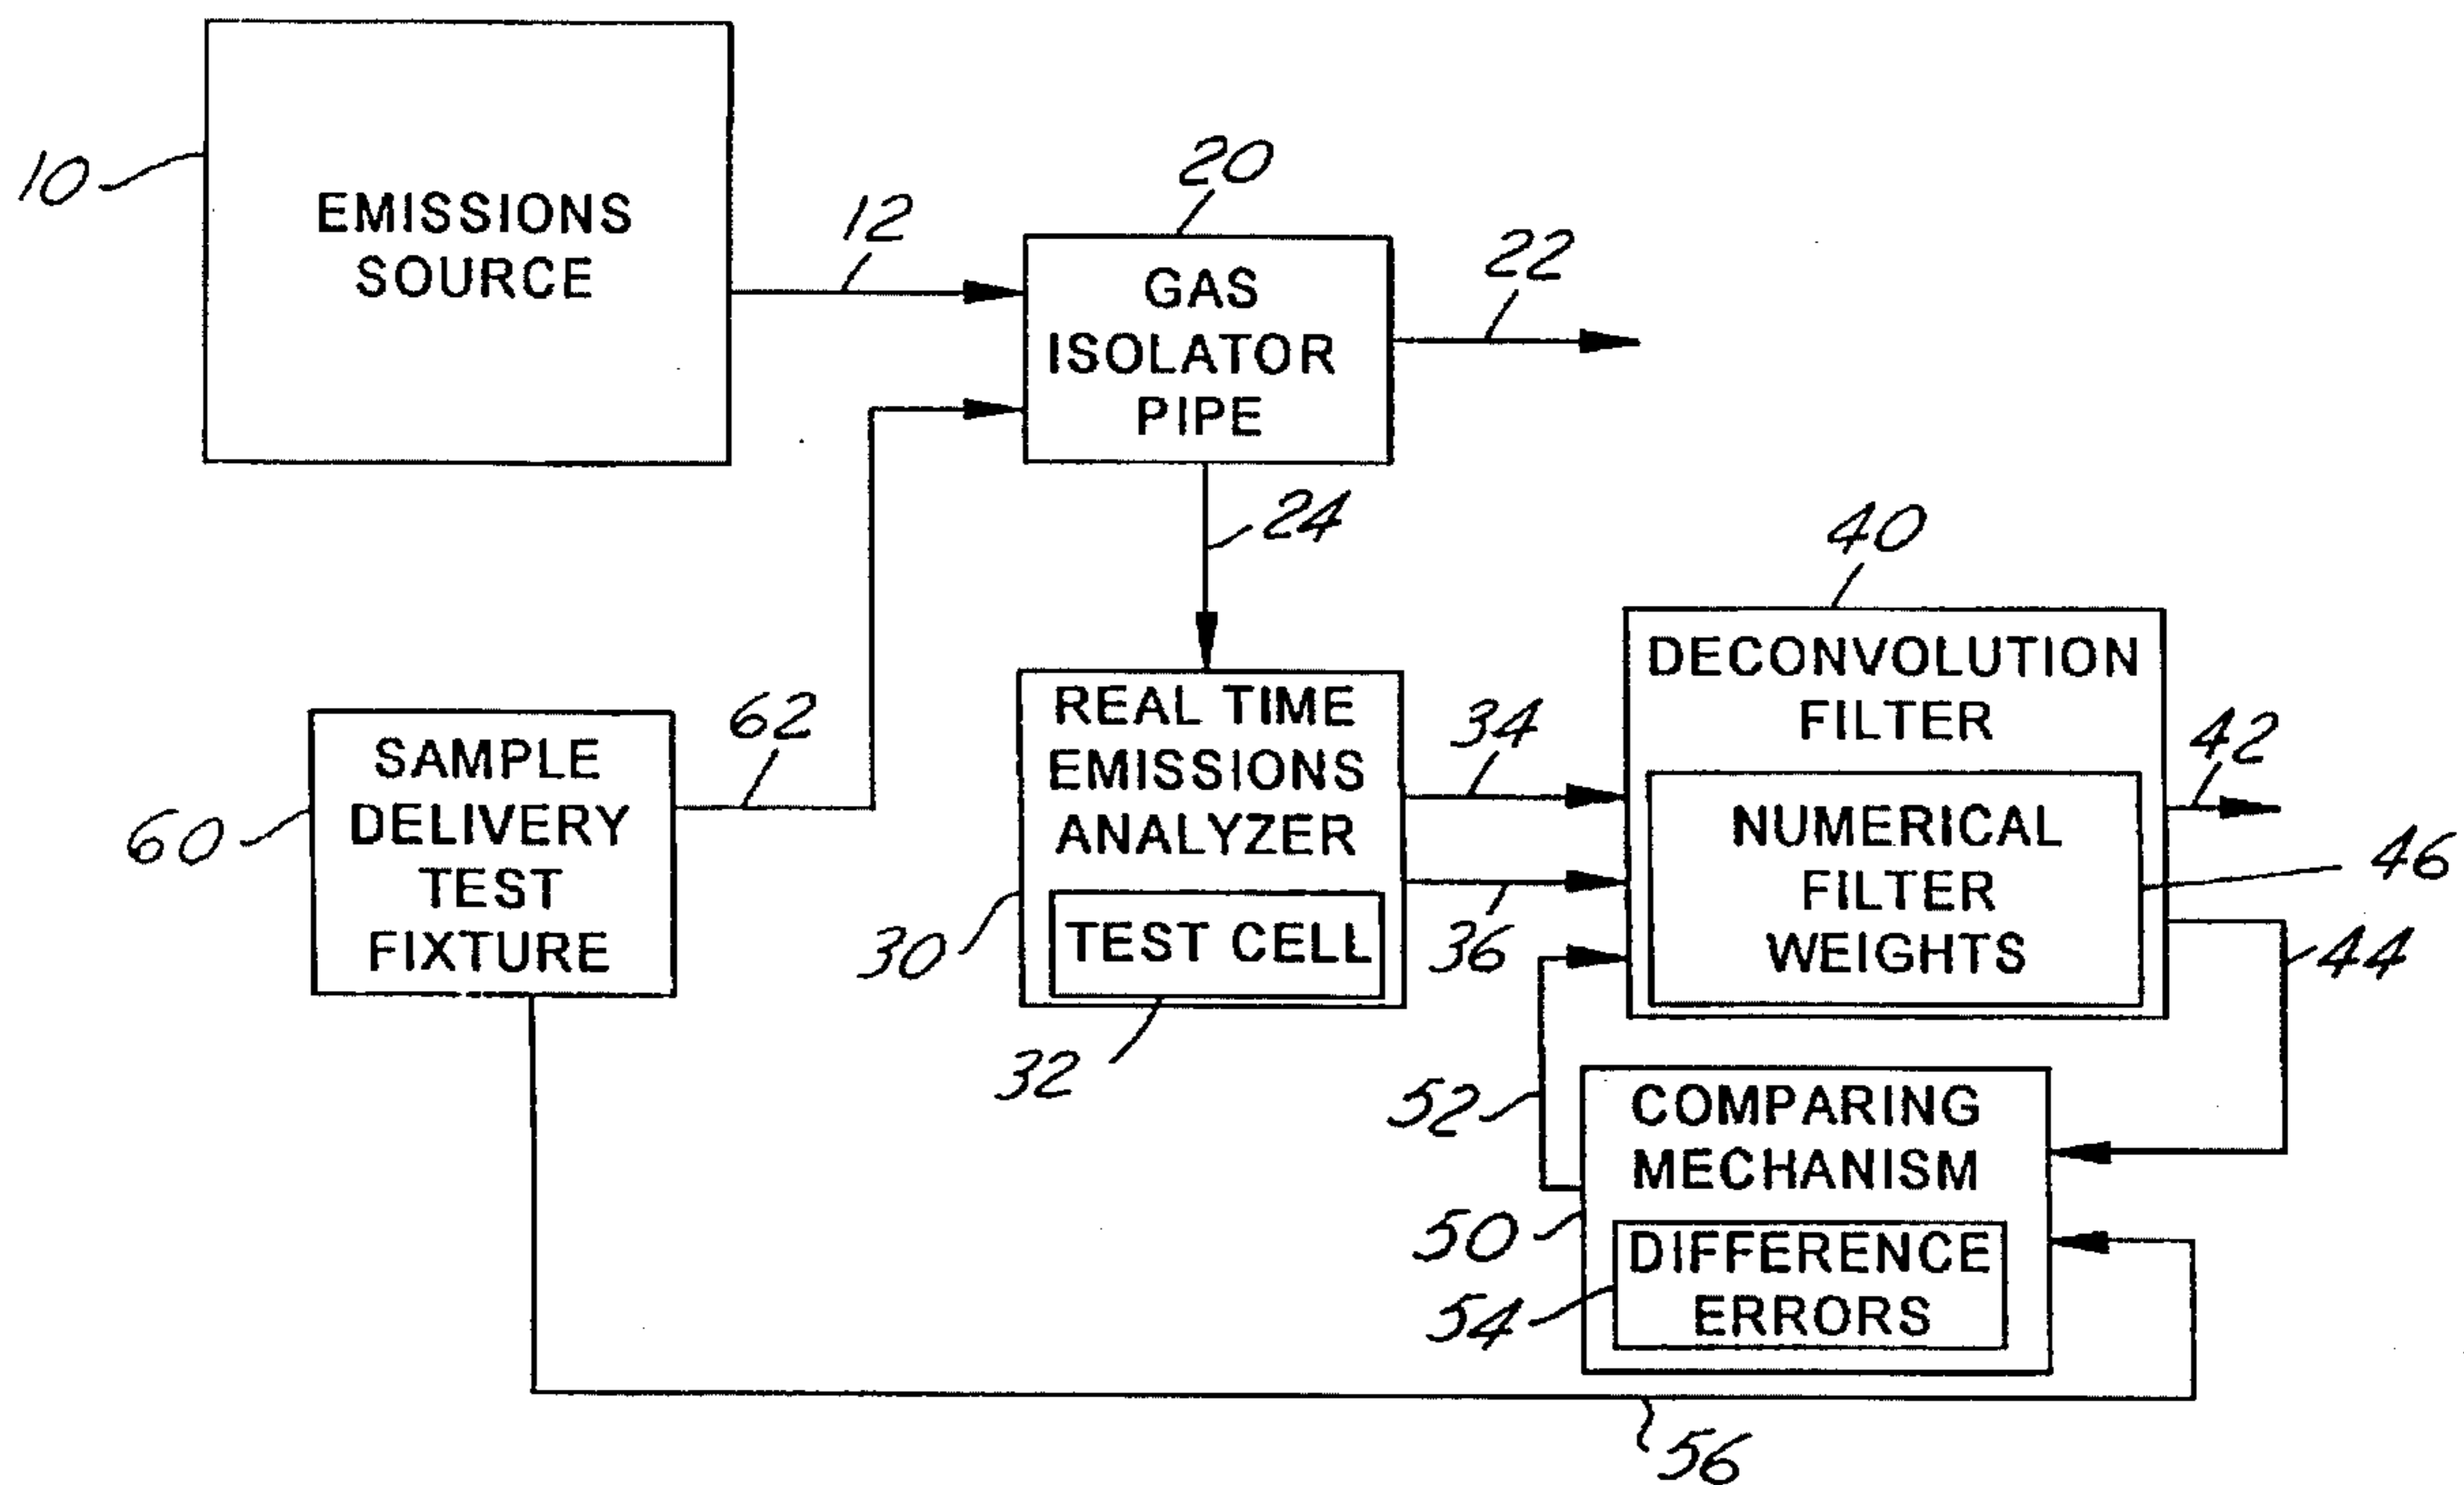 10
EMISSIONS
SOURCE
12
20
GAS
ISOLATOR
PIPE
22
24
60
SAMPLE
DELIVERY
TEST
FIXTURE
62
REAL TIME
EMISSIONS
ANALYZER
30
TEST CELL
32
34
36
40
DECONVOLUTION
FILTER
42
NUMERICAL
FILTER
WEIGHTS
46
44
52
COMPARING
MECHANISM
50
DIFFERENCE
ERRORS
54
56